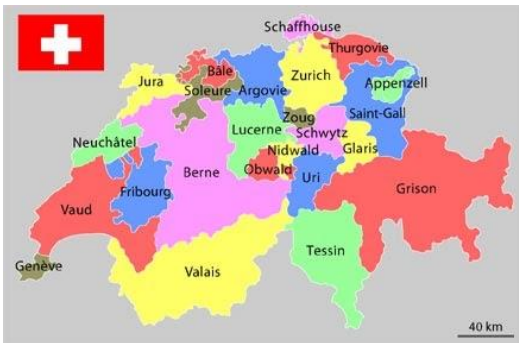 Schaffhouse
Thurgovie
Bâle
Zurich
Jura
Appenzell
Soleure
Argovie
Saint-Gall
Zoug
Lucerne
Schwytz
Neuchâtel
Nidwald
Glaris
Obwald
Berne
Uri
Grison
Fribourg
Vaud
Tessin
Genève
Valais
40 km